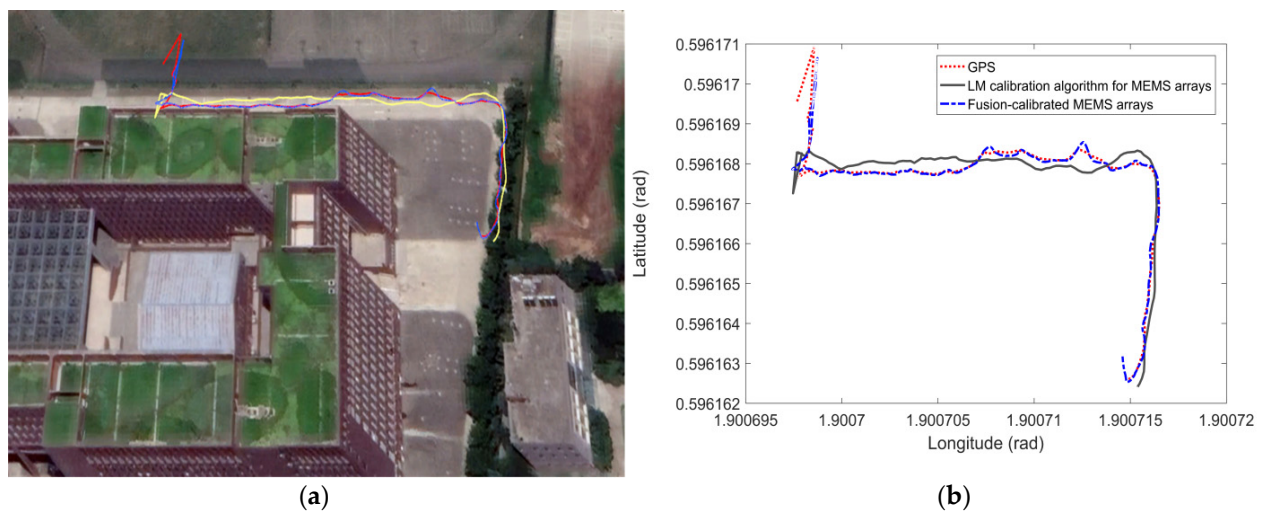 0.596171
0.59617
0.596169
0.596168
0.596167
0.596166
0.596165
0.596164
0.596163
0.596162
Latitude (rad)
GPS
LM calibration algorithm for MEMS arrays
Fusion-calibrated MEMS arrays
1.900695
1.9007
1.900705
1.90071
1.900715
1.90072
Longitude (rad)
(a)
(b)